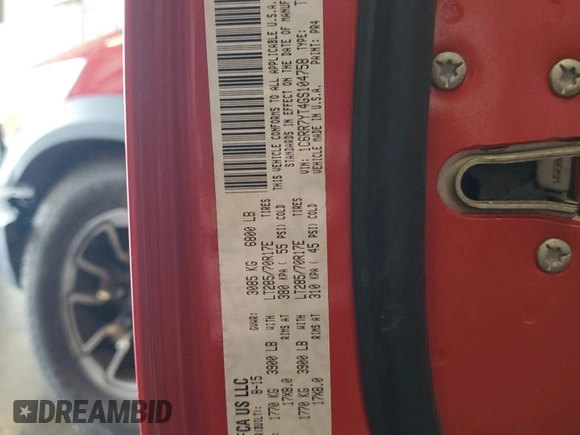 FCA US LLC
8-15 GVWR: 3085 KG 6800 LB
1770 KG 3900 LB WITH LT285/70R17E TIRES
17X8.0 RIMS AT 380 KPA ( 55 PSI) COLD
1770 KG 3900 LB WITH LT285/70R17E TIRES
17X8.0 RIMS AT 310 KPA ( 45 PSI) COLD
THIS VEHICLE CONFORMS TO ALL APPLICABLE U.S.A.
STANDARDS IN EFFECT ON THE DATE OF MANUF
VIN: 1C6RR7YT4GS104758 TYPE:
VEHICLE MADE IN U.S.A. PAINT: PR4
DREAMBID